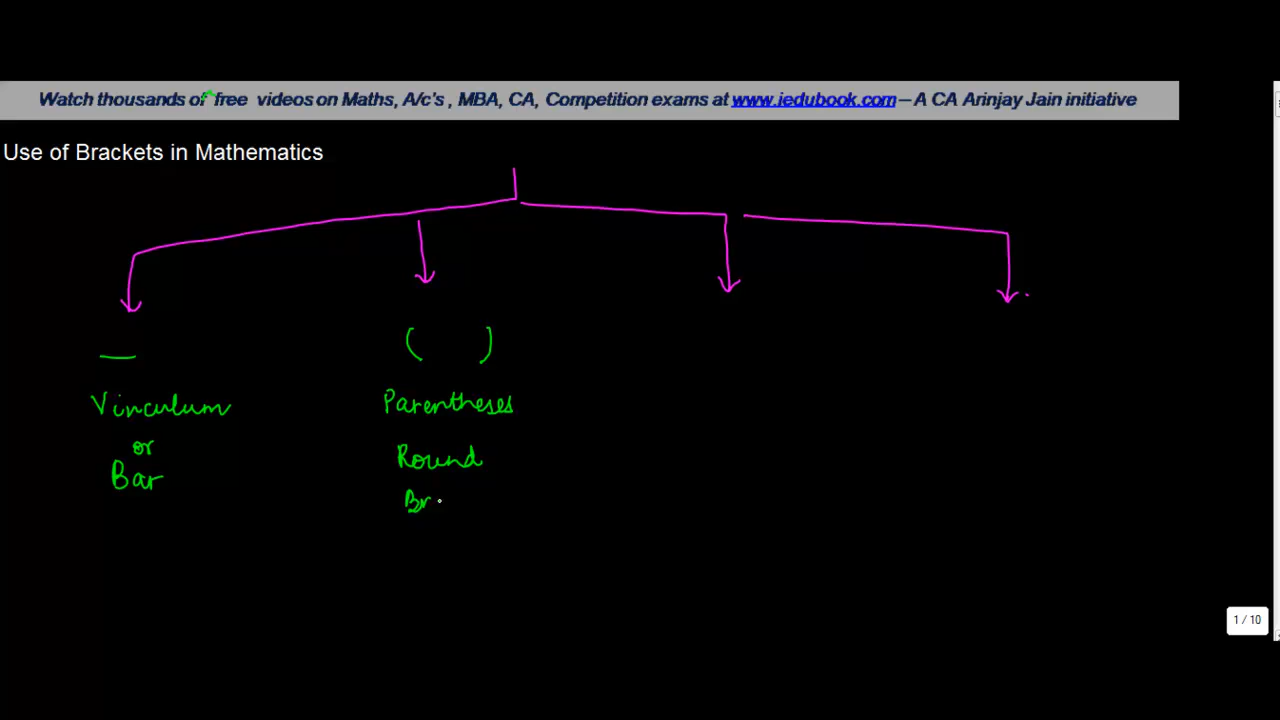 Watch thousands of free videos on Maths, A/c's , MBA, CA, Competition exams at www.iedubook.com – A CA Arinjay Jain initiative
Use of Brackets in Mathematics
( )
Vinculum
or
Bar
Parentheses
Round
Br
1 / 10